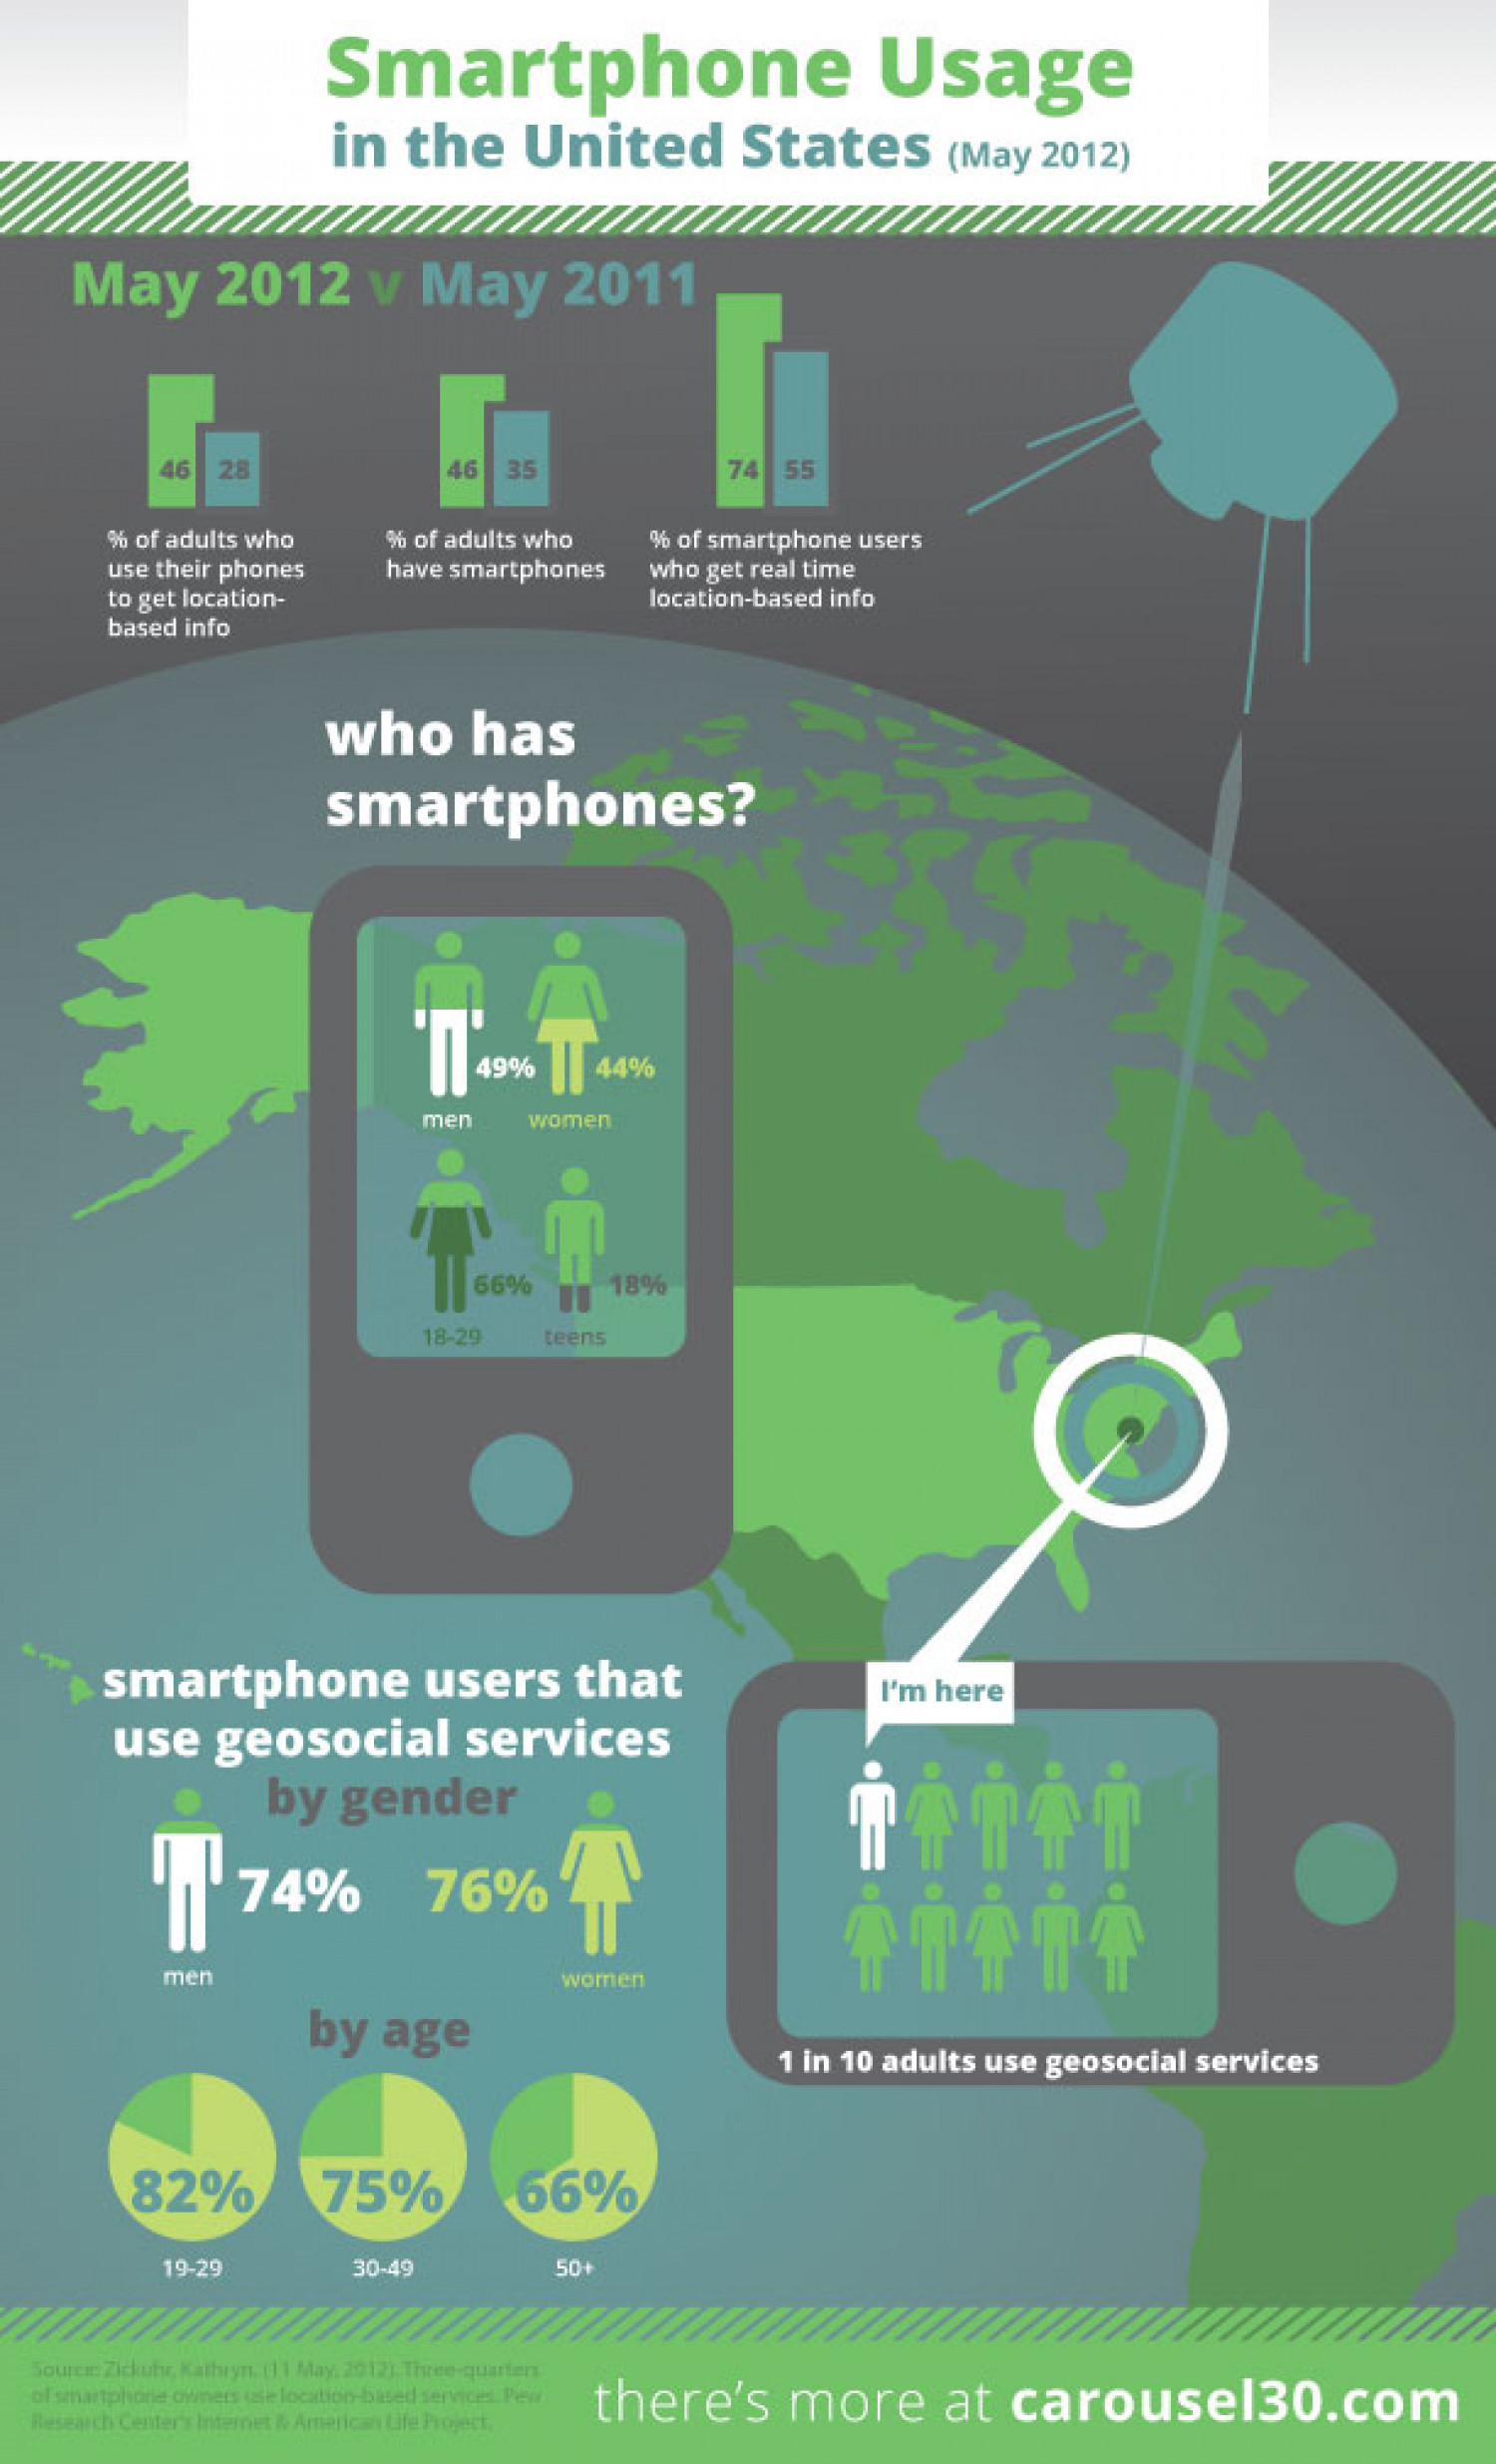 Smartphone Usage
in the United States (May 2012)
May 2012 v May 2011
46 28
46 35
74 55
% of adults who
use their phones
to get location-
based info
% of adults who
have smartphones
% of smartphone users
who get real time
location-based info
who has
smartphones?
49% 44%
men women
66% 18%
18-29 teens
smartphone users that
use geosocial services
by gender
74% 76%
men women
I'm here
1 in 10 adults use geosocial services
by age
82% 75% 66%
19-29 30-49 50+
Source: Zickuhr, Kathryn. (11 May, 2012). Three-quarters
of smartphone owners use location-based services. Pew
Research Center's Internet & American Life Project.
there's more at carousel30.com